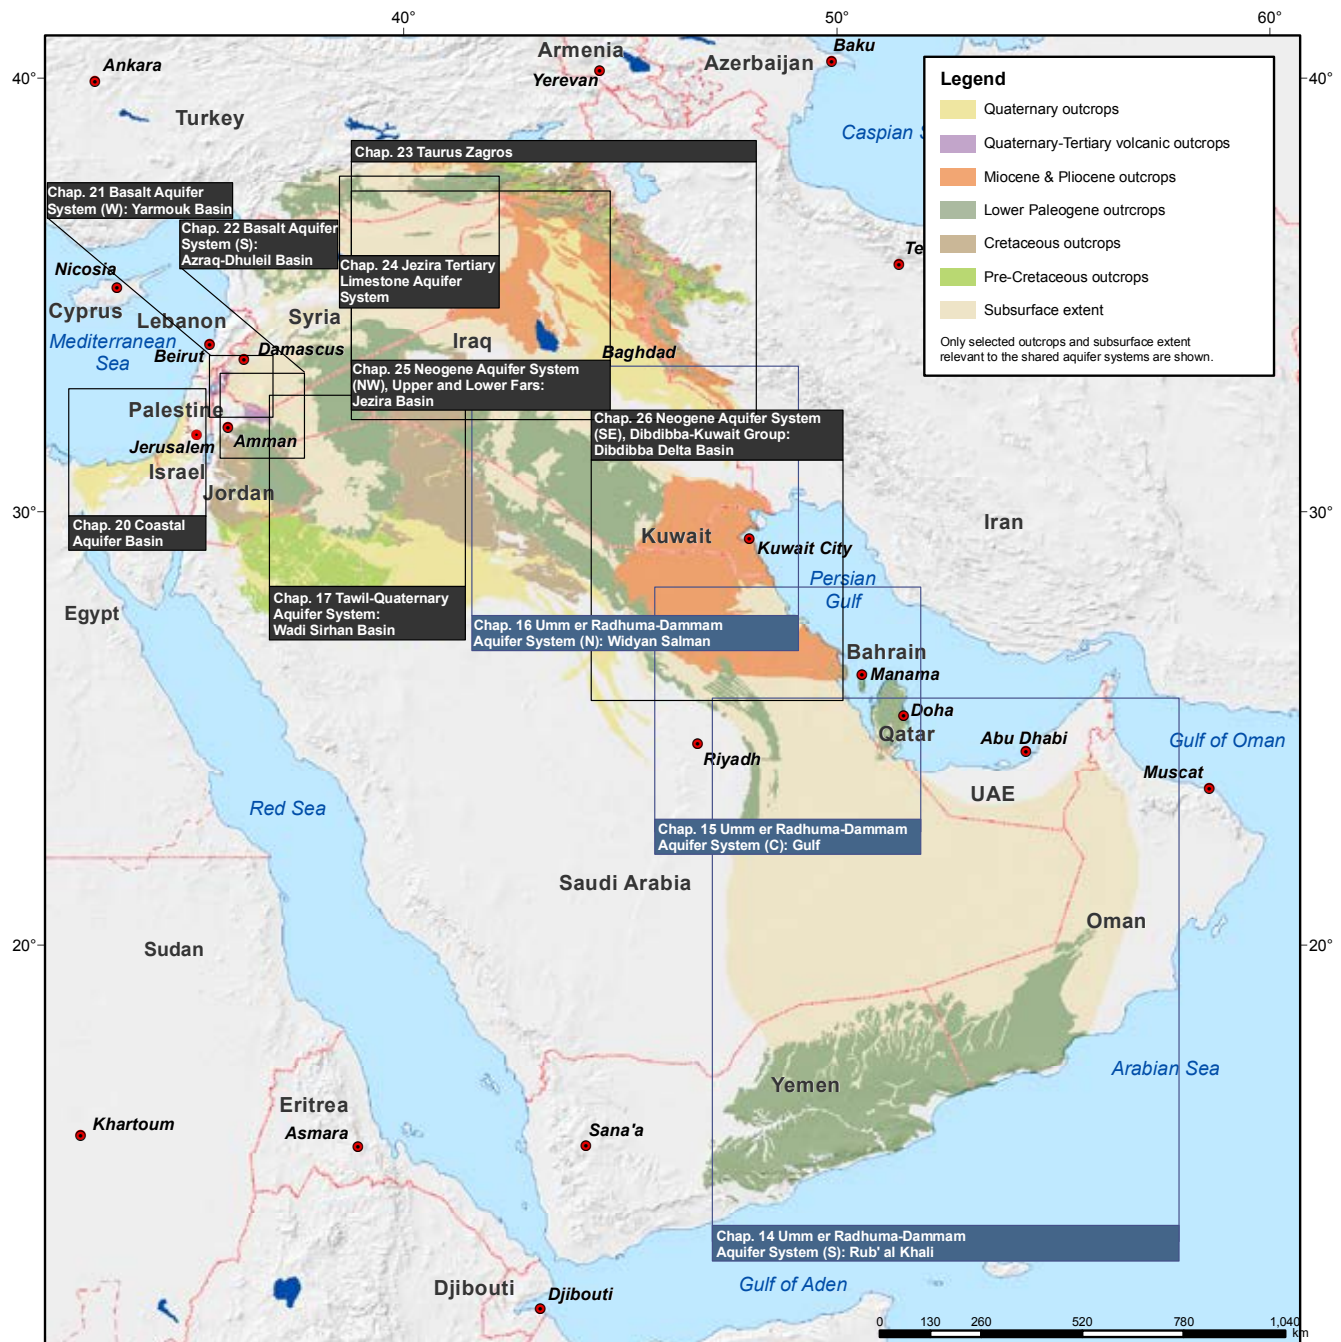 40°
50°
60°
40°
40°
30°
30°
20°
20°
Ankara
Armenia
Yerevan
Azerbaijan
Baku
Turkey
Caspian
Legend
Quaternary outcrops
Quaternary-Tertiary volcanic outcrops
Miocene & Pliocene outcrops
Lower Paleogene outrcrops
Cretaceous outcrops
Pre-Cretaceous outcrops
Subsurface extent
Only selected outcrops and subsurface extent
relevant to the shared aquifer systems are shown.
Chap. 23 Taurus Zagros
Chap. 21 Basalt Aquifer
System (W): Yarmouk Basin
Chap. 22 Basalt Aquifer
System (S):
Azraq-Dhuleil Basin
Chap. 24 Jezira Tertiary
Limestone Aquifer
System
Te
Nicosia
Cyprus
Lebanon
Syria
Mediterranean
Sea
Beirut
Damascus
Iraq
Baghdad
Chap. 25 Neogene Aquifer System
(NW), Upper and Lower Fars:
Jezira Basin
Palestine
Jerusalem
Amman
Israel
Jordan
Chap. 26 Neogene Aquifer System
(SE), Dibdibba-Kuwait Group:
Dibdibba Delta Basin
Chap. 20 Coastal
Aquifer Basin
Iran
Kuwait
Kuwait City
Persian
Gulf
Egypt
Chap. 17 Tawil-Quaternary
Aquifer System:
Wadi Sirhan Basin
Chap. 16 Umm er Radhuma-Dammam
Aquifer System (N): Widyan Salman
Bahrain
Manama
Doha
Qatar
Abu Dhabi
Gulf of Oman
Riyadh
Muscat
UAE
Red Sea
Chap. 15 Umm er Radhuma-Dammam
Aquifer System (C): Gulf
Saudi Arabia
Oman
Sudan
Arabian Sea
Yemen
Eritrea
Khartoum
Asmara
Sana'a
Chap. 14 Umm er Radhuma-Dammam
Aquifer System (S): Rub' al Khali
Djibouti
Djibouti
Gulf of Aden
0 130 260 520 780 1,040
km